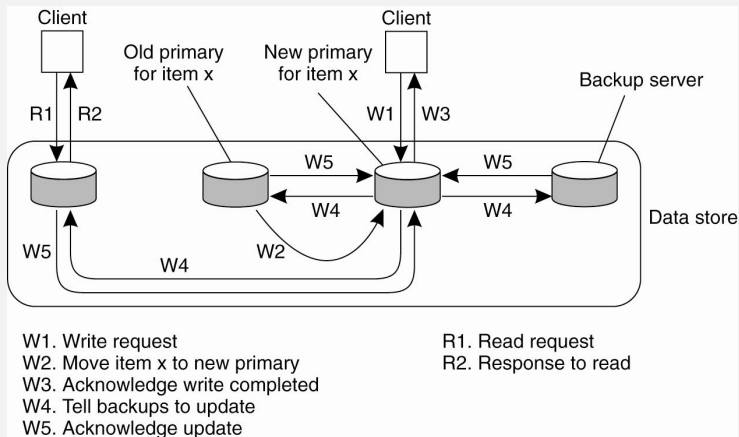 Client
Client
Old primary
for item x
New primary
for item x
Backup server
R1
R2
W1
W3
W5
W5
W4
W4
Data store
W5
W2
W4
W1. Write request
W2. Move item x to new primary
W3. Acknowledge write completed
W4. Tell backups to update
W5. Acknowledge update
R1. Read request
R2. Response to read